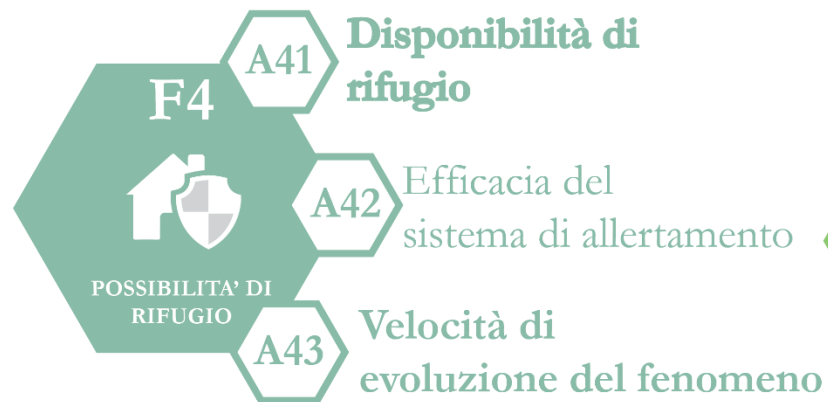 F4
POSSIBILITA' DI
RIFUGIO
A41
Disponibilità di
rifugio
A42
Efficacia del
sistema di allertamento
A43
Velocità di
evoluzione del fenomeno